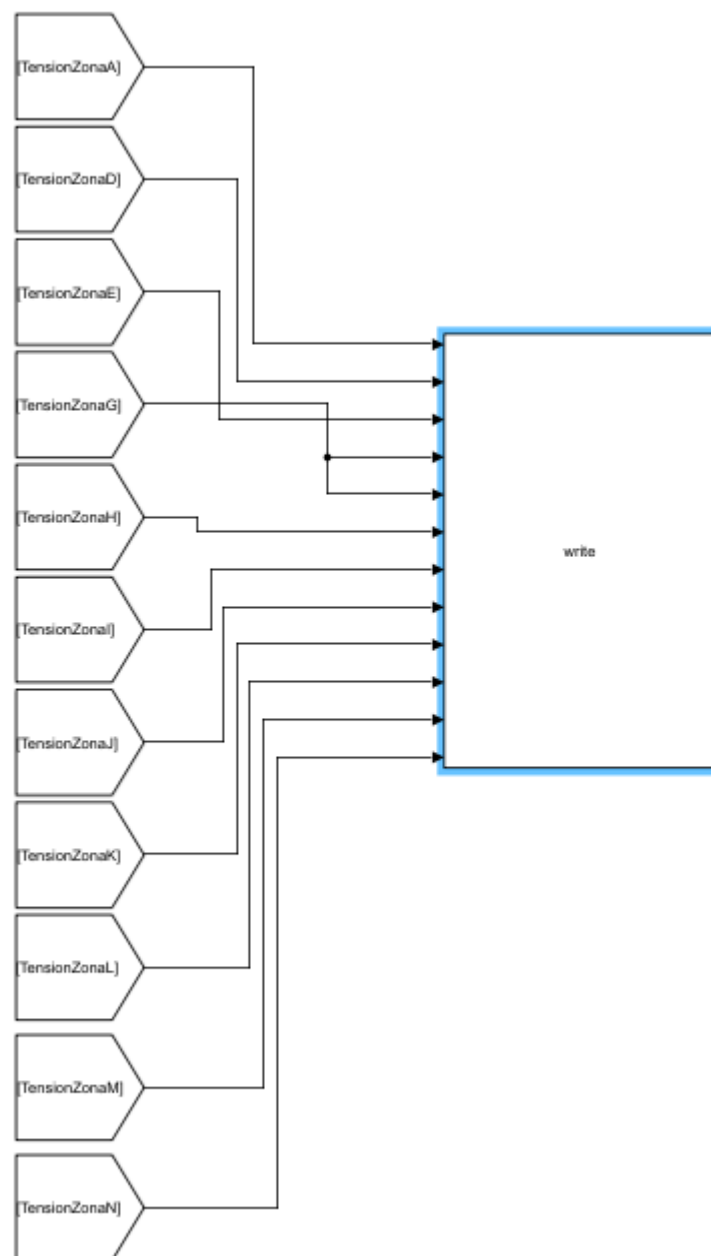 [TensionZonaA]
[TensionZonaD]
[TensionZonaE]
[TensionZonaG]
[TensionZonaH]
write
[TensionZonaI]
[TensionZonaJ]
[TensionZonaK]
[TensionZonaL]
[TensionZonaM]
[TensionZonaN]